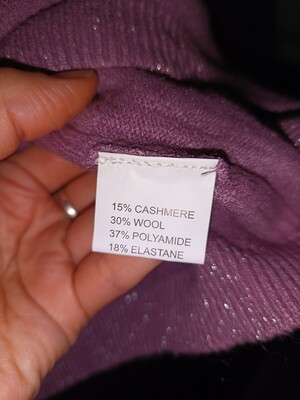 15% CASHMERE
30% WOOL
37% POLYAMIDE
18% ELASTANE